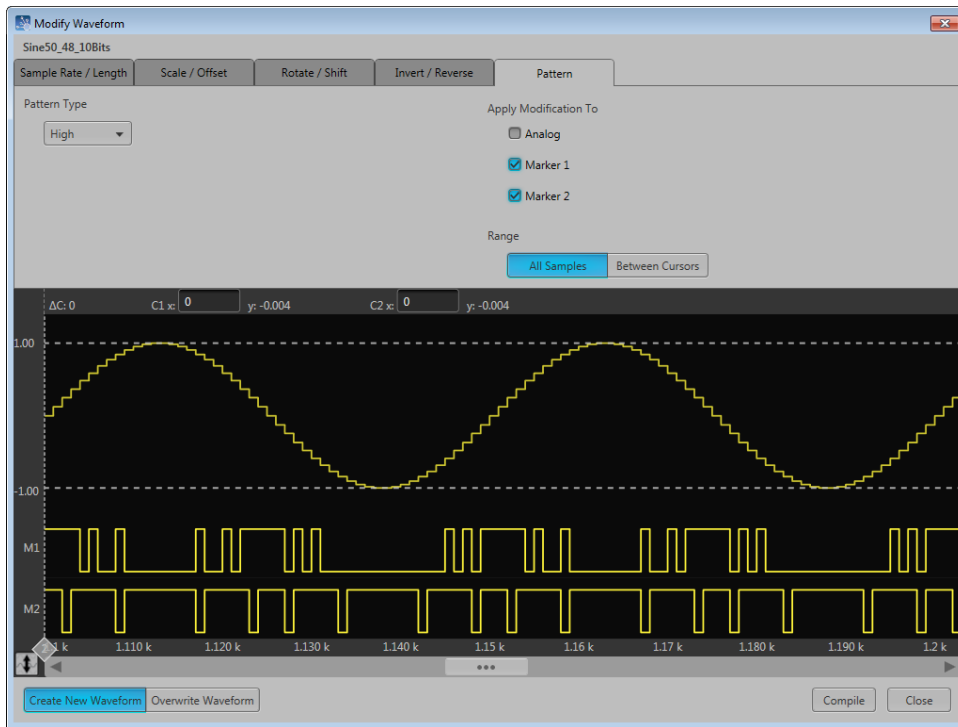 Modify Waveform
Sine50_48_10Bits
Sample Rate / Length Scale / Offset Rotate / Shift Invert / Reverse Pattern
Pattern Type
High
Apply Modification To
Analog
Marker 1
Marker 2
Range
All Samples Between Cursors
ΔC: 0 C1 x: 0 y: -0.004 C2 x: 0 y: -0.004
1.00
-1.00
M1
M2
2 1 k 1.110 k 1.120 k 1.130 k 1.140 k 1.15 k 1.16 k 1.17 k 1.18 k 1.190 k 1.2 k
Create New Waveform Overwrite Waveform Compile Close